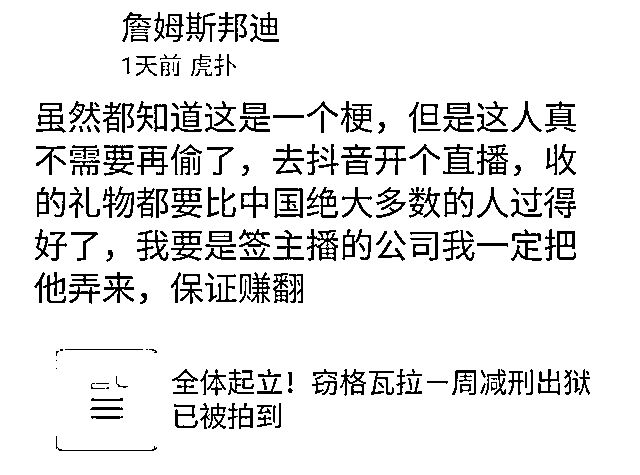 詹姆斯邦迪
1天前 虎扑
虽然都知道这是一个梗，但是这人真
不需要再偷了，去抖音开个直播，收
的礼物都要比中国绝大多数的人过得
好了，我要是签主播的公司我一定把
他弄来，保证赚翻
全体起立！窃格瓦拉一周减刑出狱
已被拍到